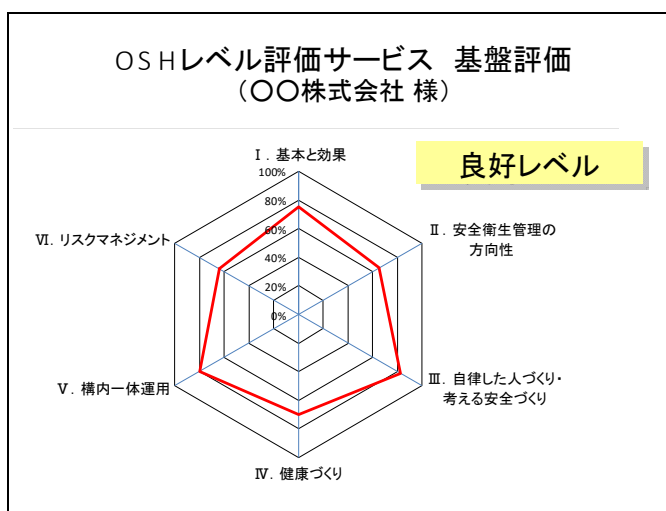 OSHレベル評価サービス 基盤評価
（〇〇株式会社 様）
良好レベル
Ⅰ．基本と効果
100%
80%
60%
40%
20%
0%
Ⅱ．安全衛生管理の
方向性
Ⅲ．自律した人づくり・
考える安全づくり
Ⅳ．健康づくり
Ⅴ．構内一体運用
Ⅵ．リスクマネジメント